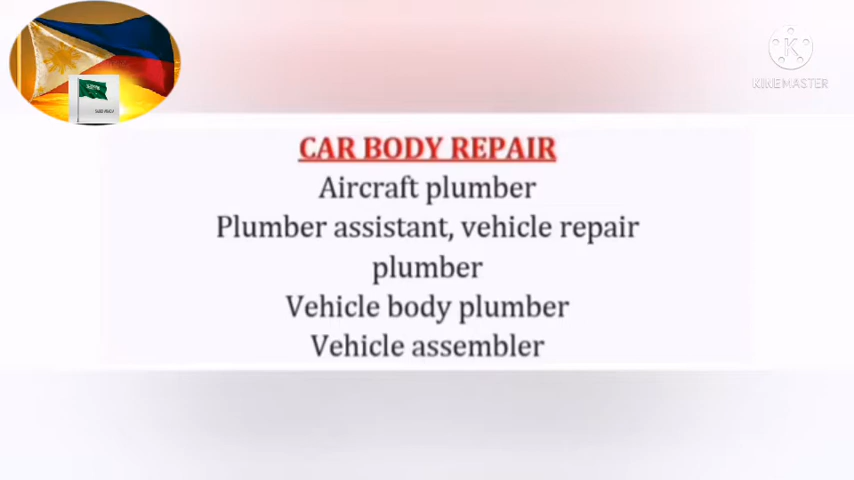 KINEMASTER
CAR BODY REPAIR
Aircraft plumber
Plumber assistant, vehicle repair
plumber
Vehicle body plumber
Vehicle assembler